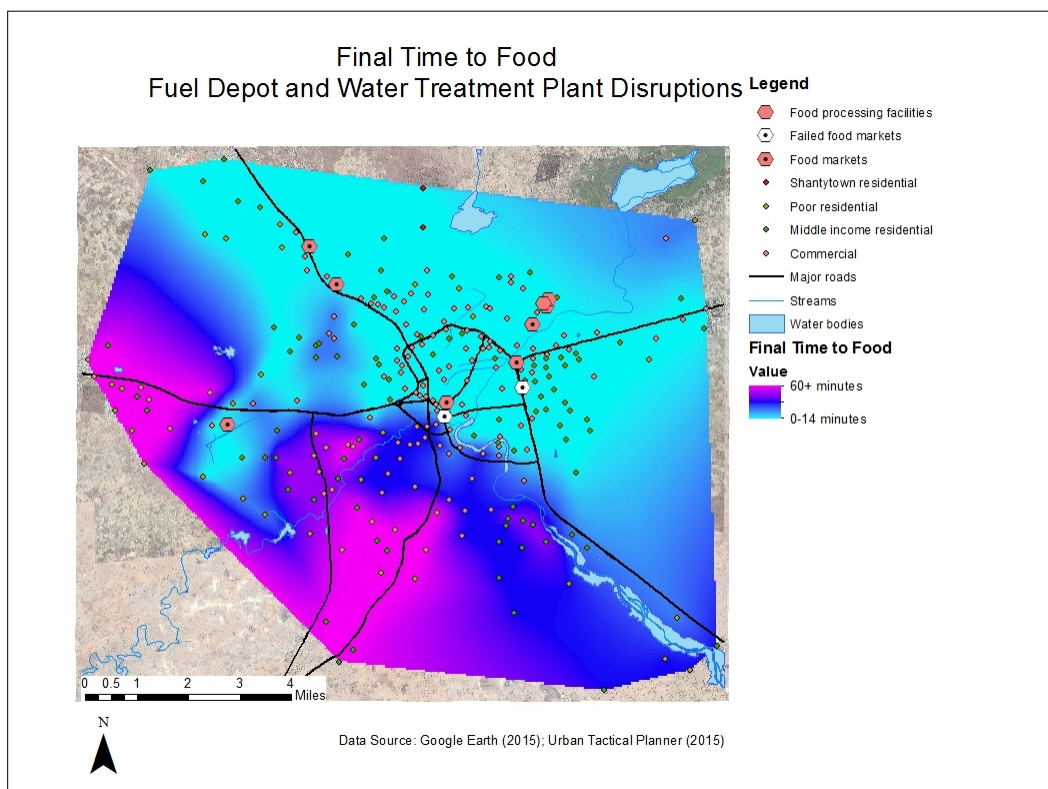 Final Time to Food
Fuel Depot and Water Treatment Plant Disruptions
Legend
Food processing facilities
Failed food markets
Food markets
Shantytown residential
Poor residential
Middle income residential
Commercial
Major roads
Streams
Water bodies
Final Time to Food
Value
60+ minutes
0-14 minutes
0 0.5 1 2 3 4
Miles
N
Data Source: Google Earth (2015); Urban Tactical Planner (2015)